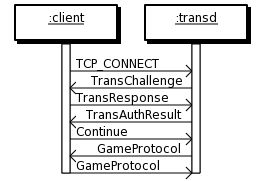 :client
:transd
TCP_CONNECT
TransChallenge
TransResponse
TransAuthResult
Continue
GameProtocol
GameProtocol